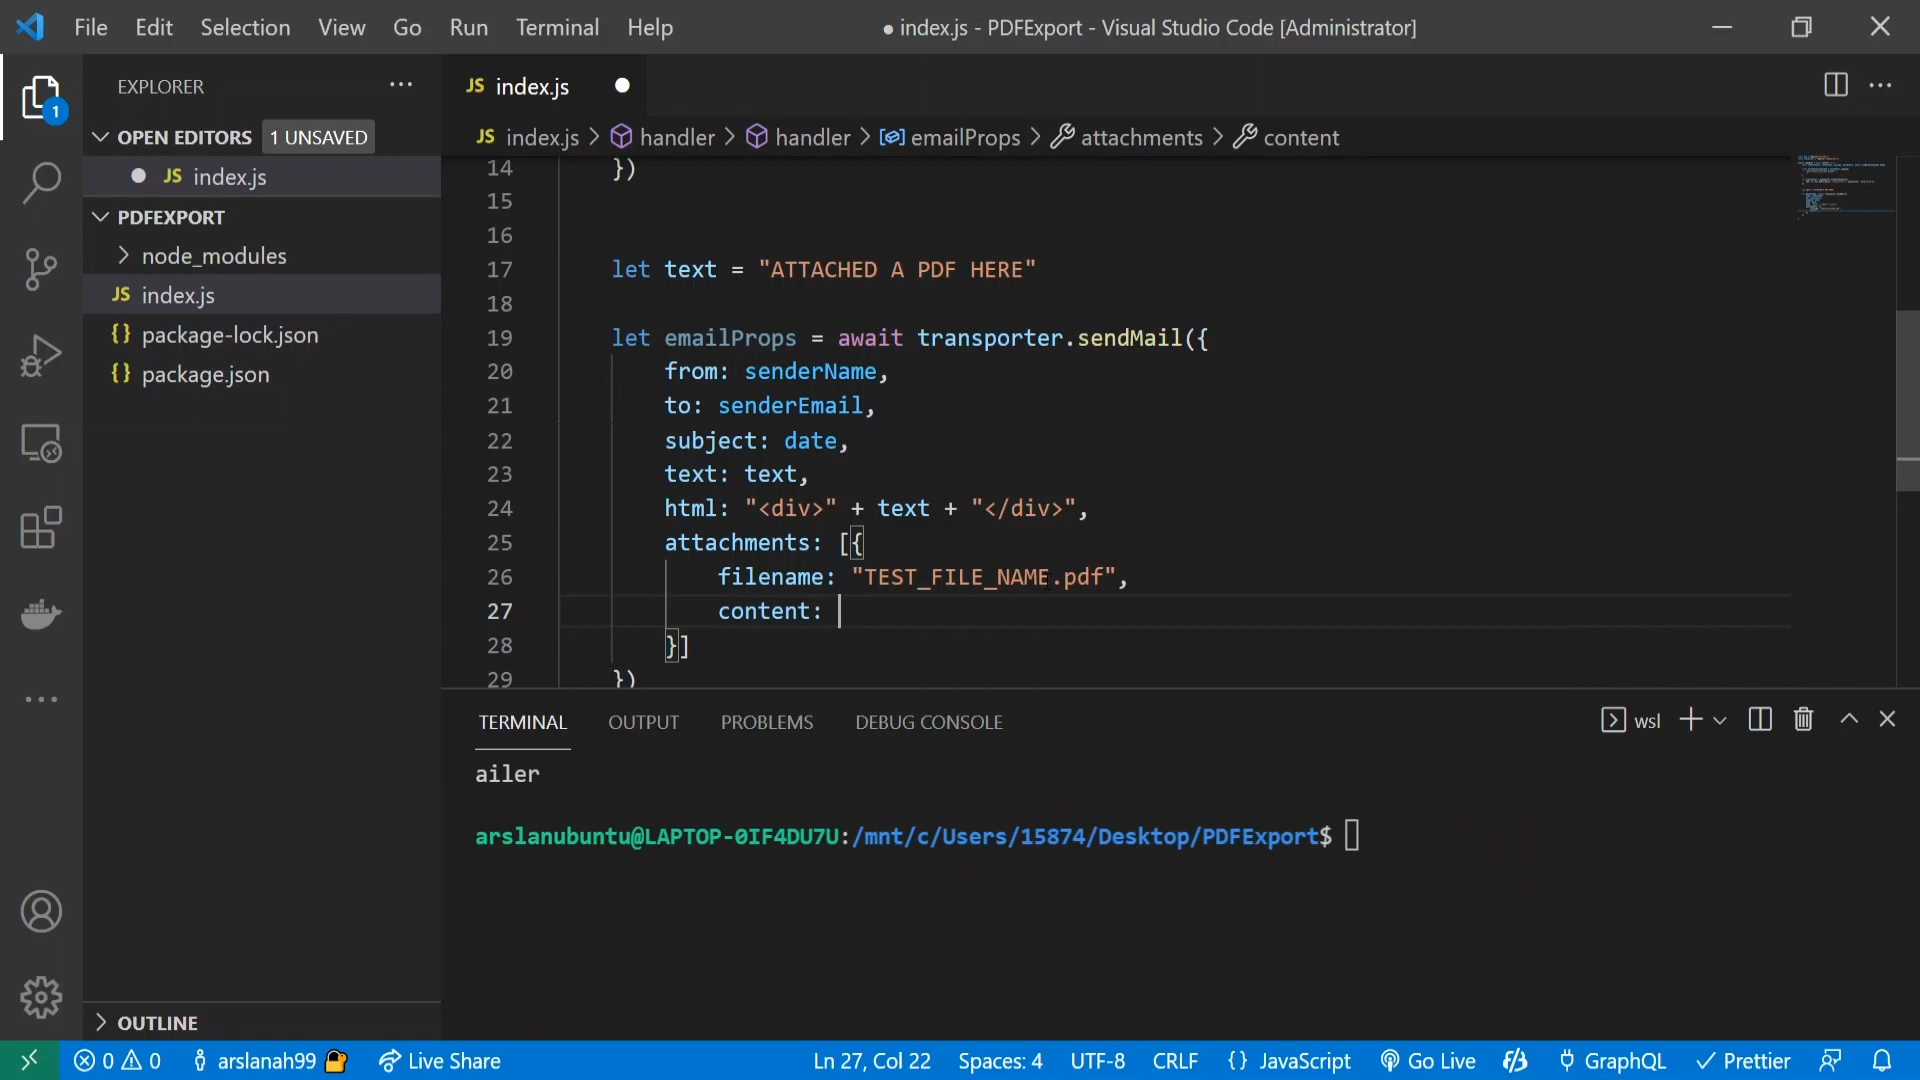 File Edit Selection View Go Run Terminal Help
● index.js - PDFExport - Visual Studio Code [Administrator]
EXPLORER
1
OPEN EDITORS 1 UNSAVED
JS index.js
PDFEXPORT
node_modules
JS index.js
{} package-lock.json
{} package.json
OUTLINE
JS index.js
JS index.js > handler > handler > emailProps > attachments > content
14 })
15
16
17 let text = "ATTACHED A PDF HERE"
18
19 let emailProps = await transporter.sendMail({
20 from: senderName,
21 to: senderEmail,
22 subject: date,
23 text: text,
24 html: "<div>" + text + "</div>",
25 attachments: [{
26 filename: "TEST_FILE_NAME.pdf",
27 content:
28 }]
29 })
TERMINAL OUTPUT PROBLEMS DEBUG CONSOLE
wsl
ailer
arslanubuntu@LAPTOP-0IF4DU7U:/mnt/c/Users/15874/Desktop/PDFExport$
0 0 arslanah99 Live Share Ln 27, Col 22 Spaces: 4 UTF-8 CRLF {} JavaScript Go Live GraphQL Prettier